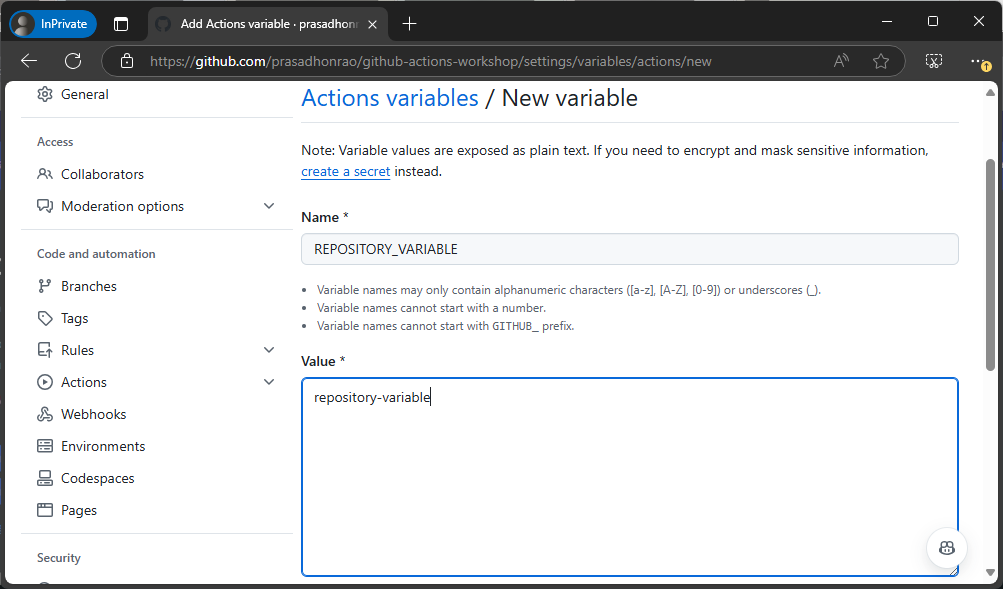 InPrivate
Add Actions variable · prasadhonr
https://github.com/prasadhonrao/github-actions-workshop/settings/variables/actions/new
General
Access
Collaborators
Moderation options
Code and automation
Branches
Tags
Rules
Actions
Webhooks
Environments
Codespaces
Pages
Security
Actions variables / New variable
Note: Variable values are exposed as plain text. If you need to encrypt and mask sensitive information,
create a secret instead.
Name *
REPOSITORY_VARIABLE
Variable names may only contain alphanumeric characters ([a-z], [A-Z], [0-9]) or underscores (_).
Variable names cannot start with a number.
Variable names cannot start with GITHUB_ prefix.
Value *
repository-variable